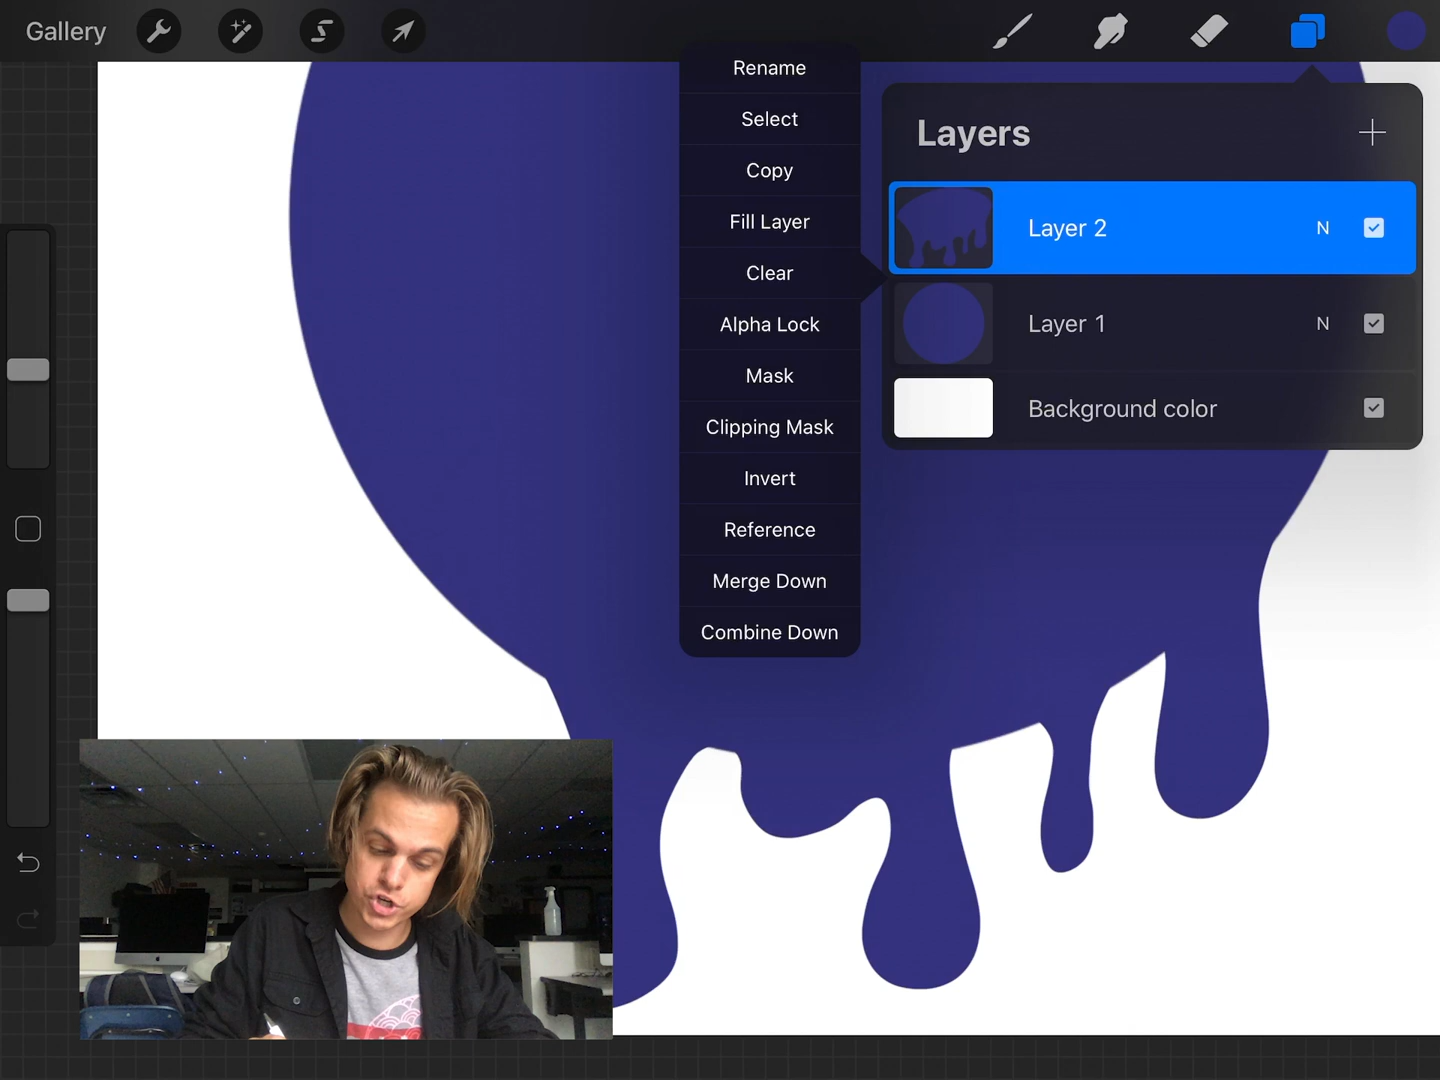 Gallery
Rename
Select
Copy
Fill Layer
Clear
Alpha Lock
Mask
Clipping Mask
Invert
Reference
Merge Down
Combine Down
Layers
Layer 2 N
Layer 1 N
Background color